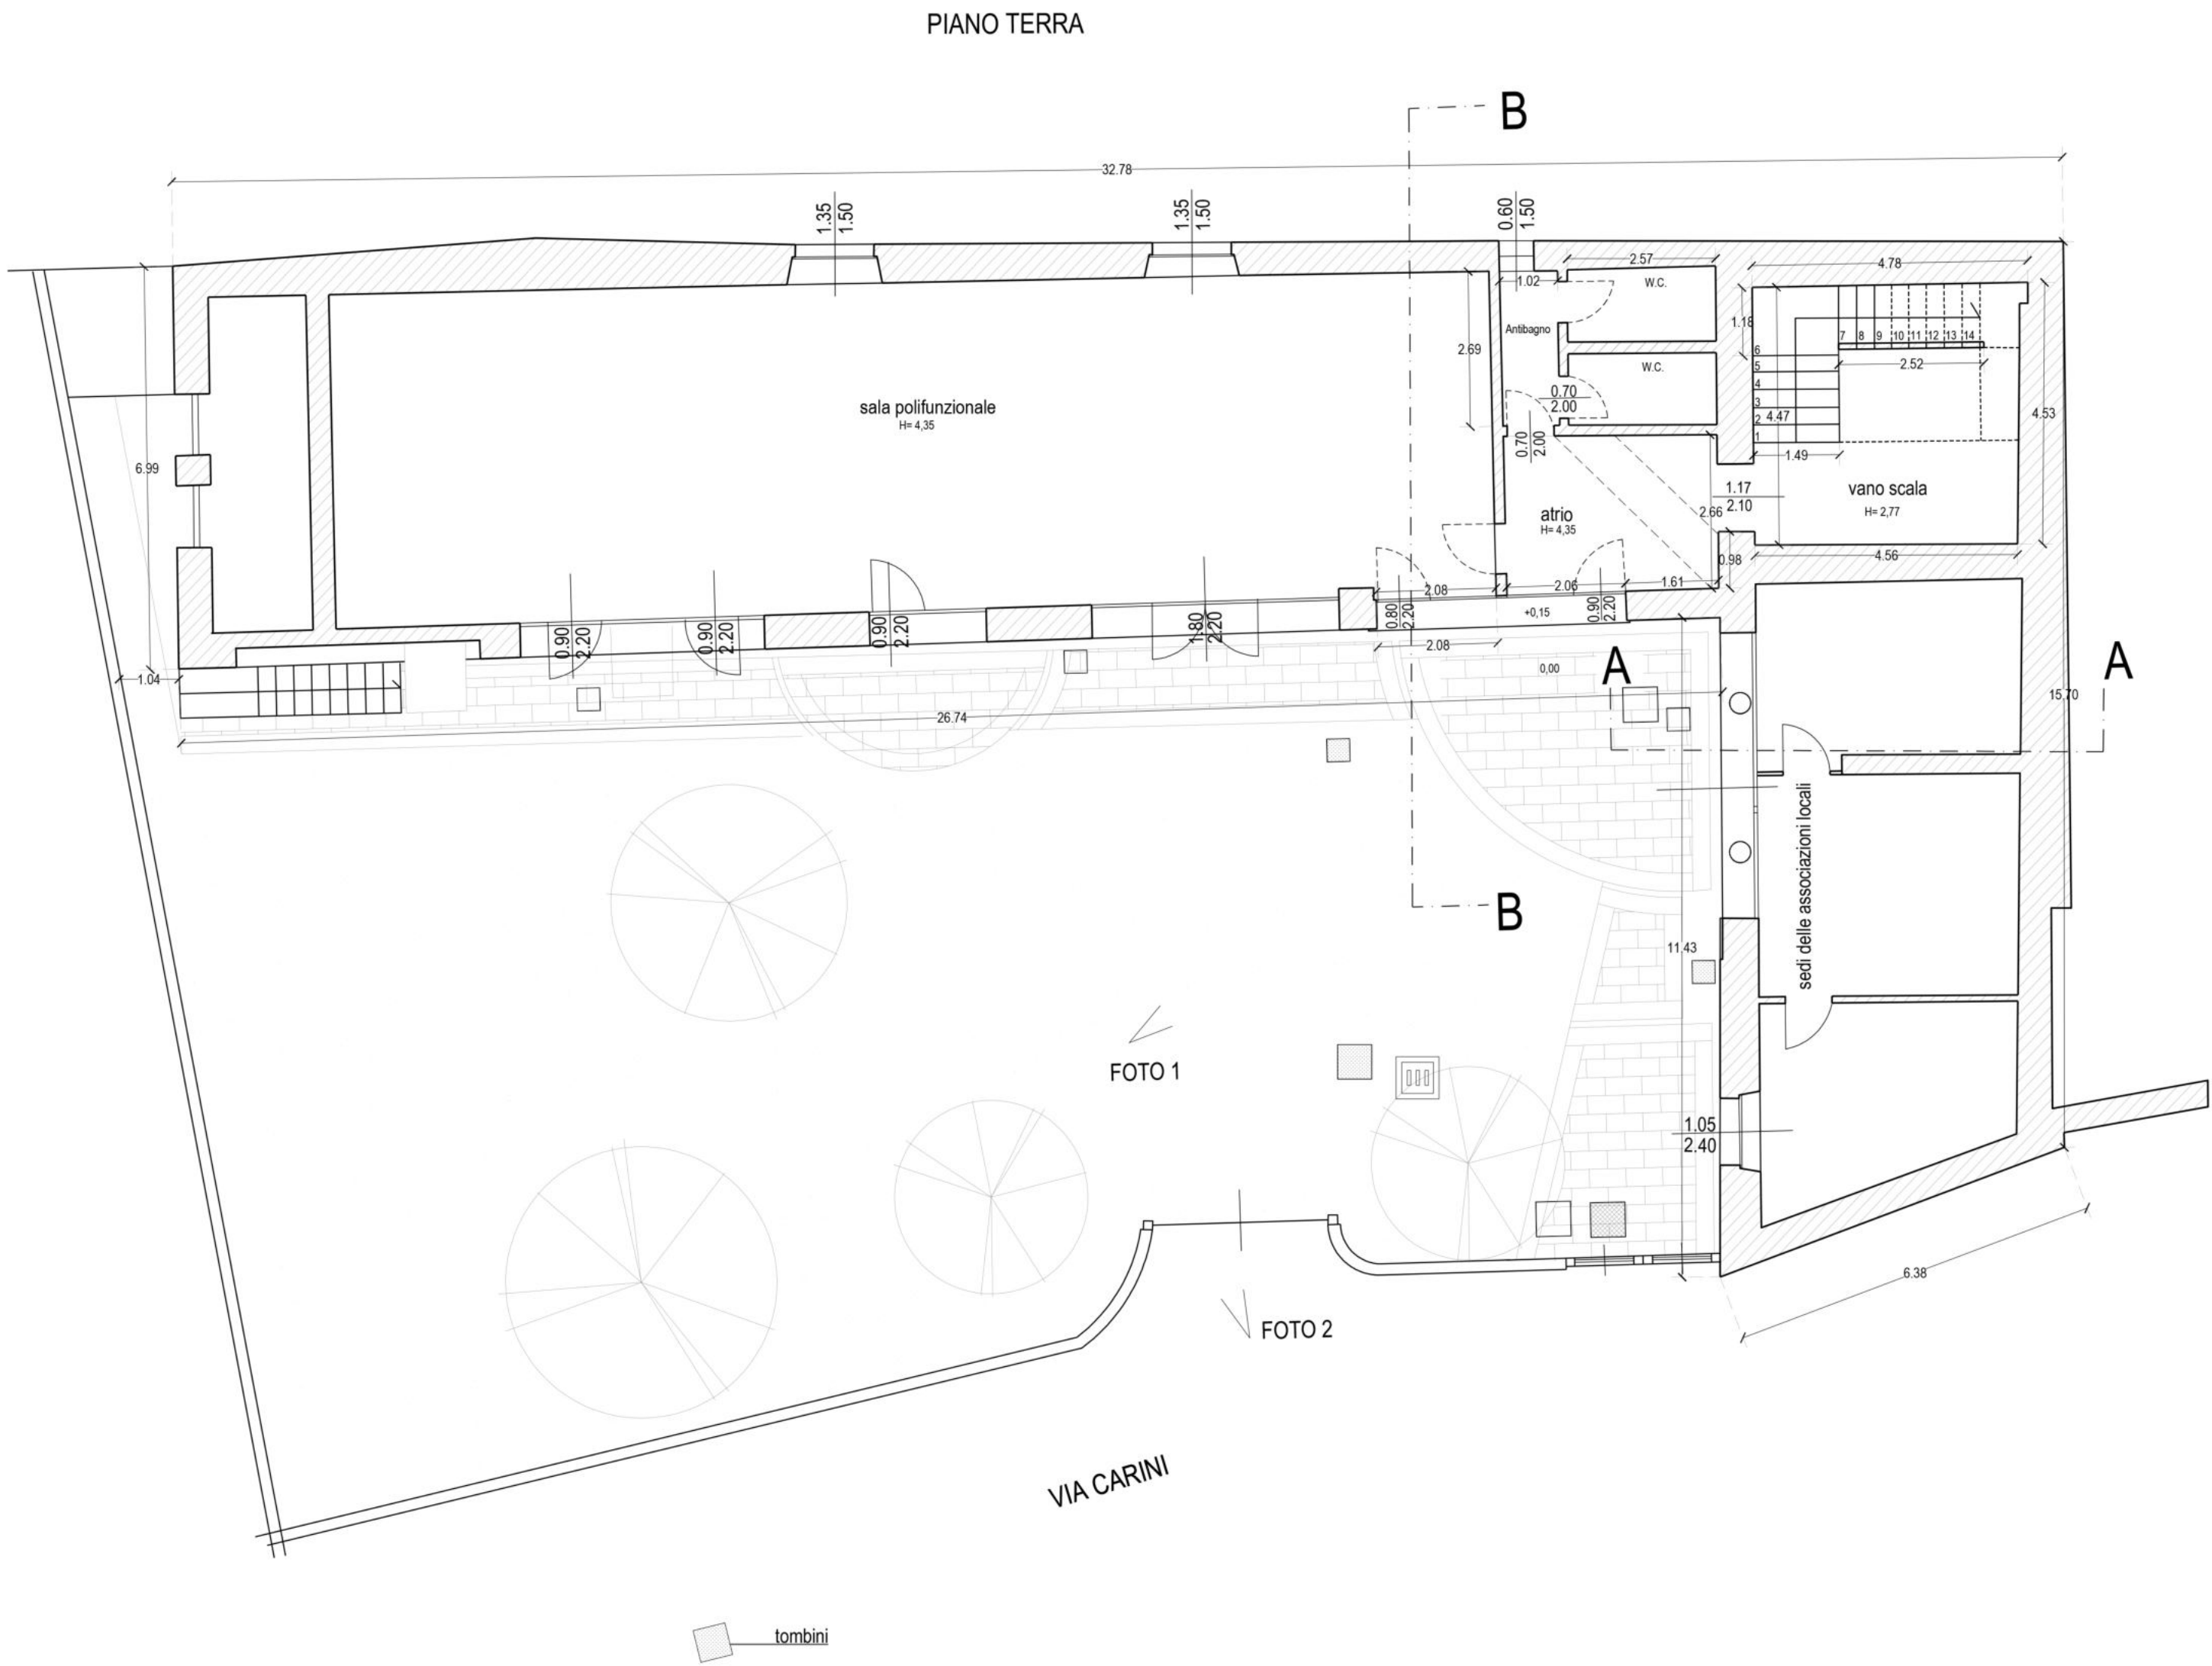 PIANO TERRA
B
32.78
1.35
1.50
1.35
1.50
0.60
1.50
2.57
4.78
1.02
W.C.
Antibagno
1.18
2.69
7 8 9 10 11 12 13 14
6
5
4
3
2
1
2.52
W.C.
sala polifunzionale
H= 4,35
0.70
2.00
4.47
4.53
0.70
2.00
1.49
6.99
1.17
2.10
vano scala
H= 2,77
2.66
atrio
H= 4,35
0.98
4.56
2.08
2.06
1.61
0.90
2.20
0.90
2.20
0.90
2.20
1.80
2.20
0.80
2.20
+0,15
0.90
2.20
2.08
0,00
A
A
1.04
15.70
26.74
sedi delle associazioni locali
B
11.43
FOTO 1
1.05
2.40
6.38
FOTO 2
VIA CARINI
tombini